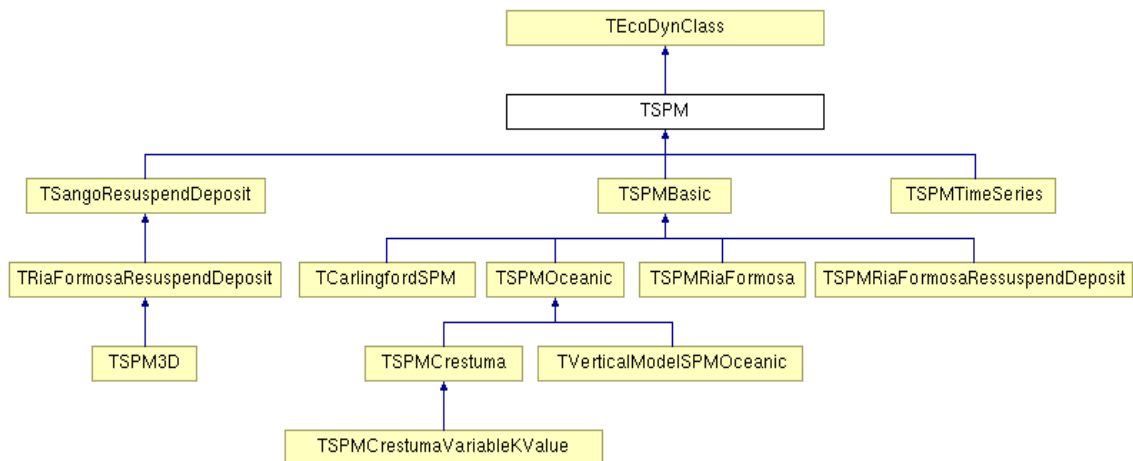 TEcoDynClass
TSPM
TSangoResuspendDeposit
TSPMBasic
TSPMTimeSeries
TRiaFormosaResuspendDeposit
TCarlingfordSPM
TSPMOceanic
TSPMRiaFormosa
TSPMRiaFormosaRessuspendDeposit
TSPM3D
TSPMCrestuma
TVerticalModelSPMOceanic
TSPMCrestumaVariableKValue